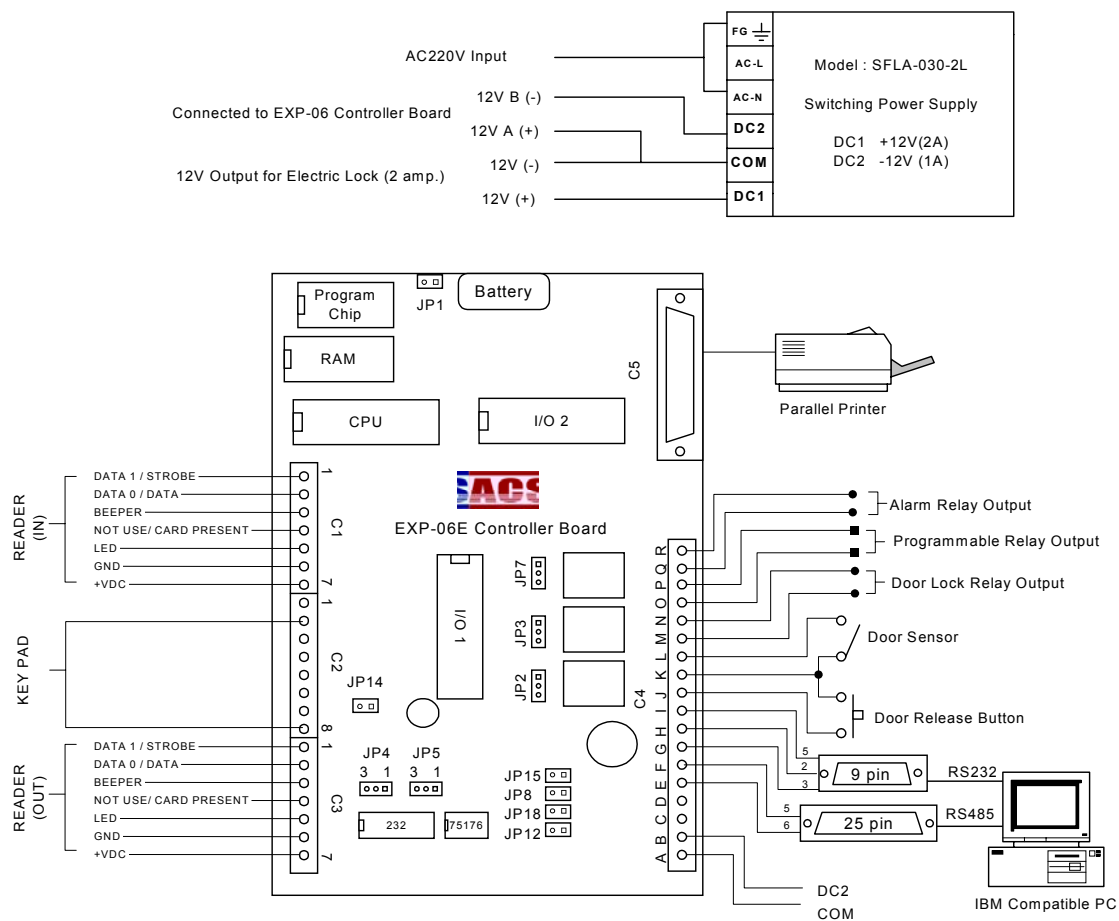 FG
AC220V Input
AC-L
Model : SFLA-030-2L
12V B (-)
AC-N
Switching Power Supply
Connected to EXP-06 Controller Board
12V A (+)
DC2
DC1 +12V(2A)
12V (-)
COM
DC2 -12V (1A)
12V Output for Electric Lock (2 amp.)
12V (+)
DC1
Program
Chip
JP1
Battery
RAM
C5
CPU
I/O 2
Parallel Printer
SACS
EXP-06E Controller Board
READER
(IN)
DATA 1 / STROBE
DATA 0 / DATA
BEEPER
NOT USE/ CARD PRESENT
LED
GND
+VDC
1
C1
7
KEY PAD
1
C2
8
READER
(OUT)
DATA 1 / STROBE
DATA 0 / DATA
BEEPER
NOT USE/ CARD PRESENT
LED
GND
+VDC
1
C3
7
I/O 1
JP14
JP7
JP3
JP2
C4
JP4
3 1
JP5
3 1
232
75176
JP15
JP8
JP18
JP12
R
Q
P
O
N
M
L
K
J
I
H
G
F
E
D
C
B
A
Alarm Relay Output
Programmable Relay Output
Door Lock Relay Output
Door Sensor
Door Release Button
5
2
3
9 pin
RS232
5
6
25 pin
RS485
DC2
COM
IBM Compatible PC